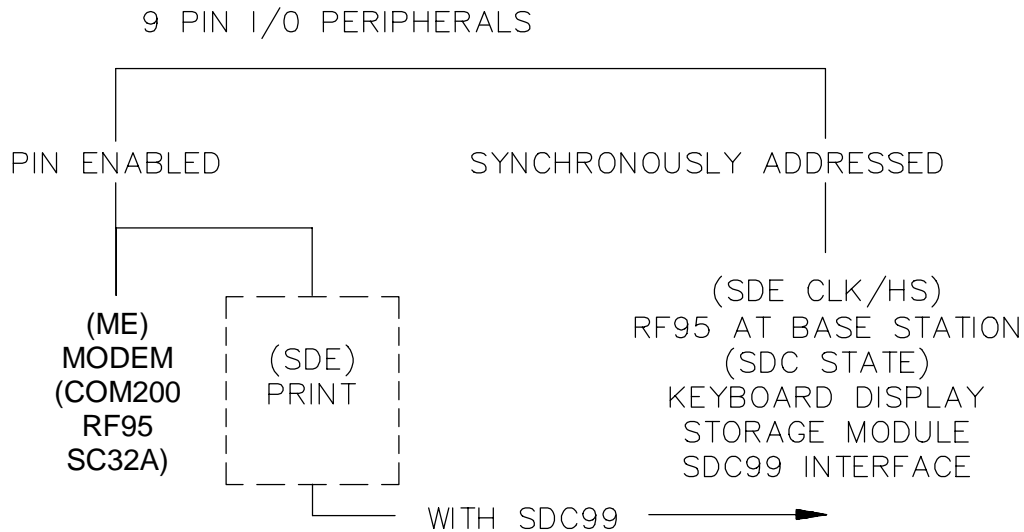 9 PIN I/O PERIPHERALS
PIN ENABLED
SYNCHRONOUSLY ADDRESSED
(ME)
MODEM
(COM200
RF95
SC32A)
(SDE)
PRINT
(SDE CLK/HS)
RF95 AT BASE STATION
(SDC STATE)
KEYBOARD DISPLAY
STORAGE MODULE
SDC99 INTERFACE
WITH SDC99